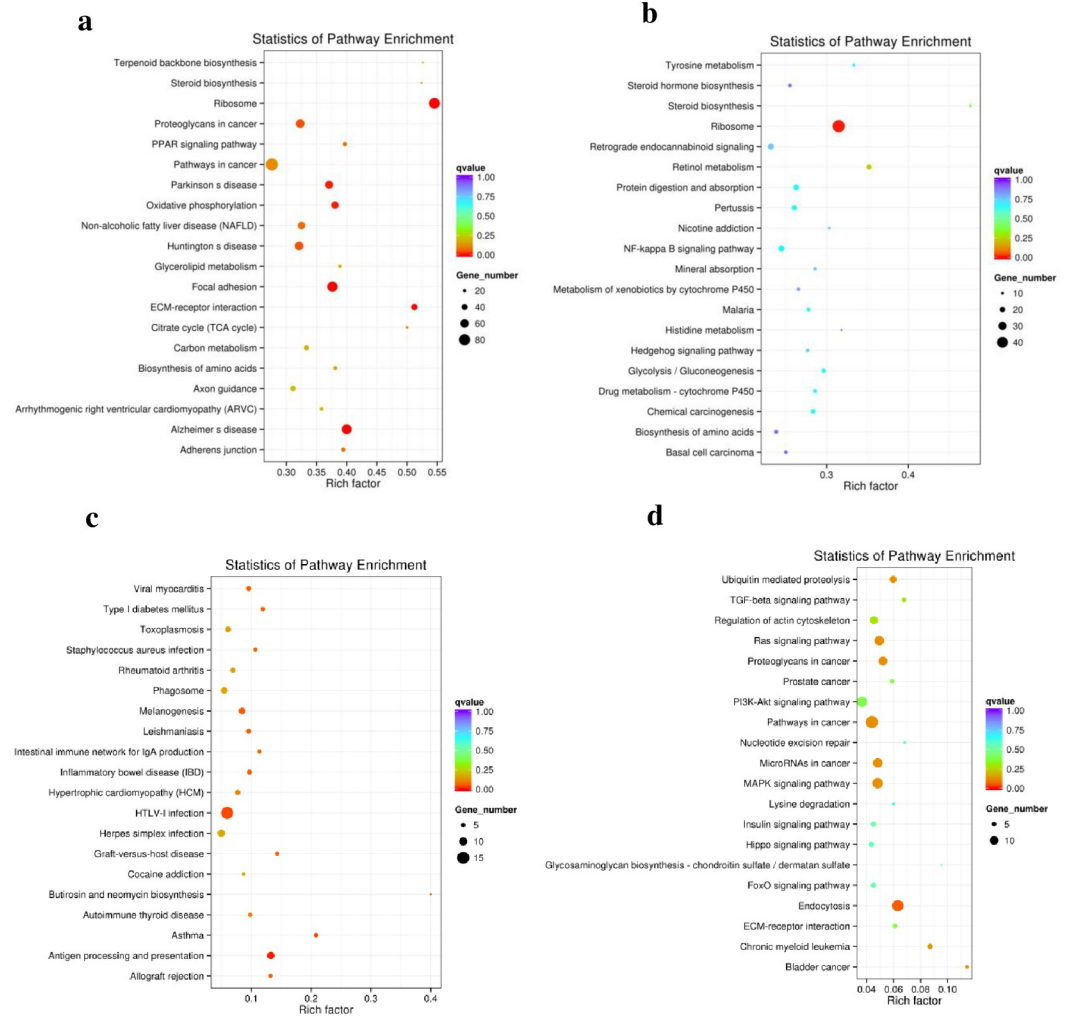 a
Statistics of Pathway Enrichment
Terpenoid backbone biosynthesis
Steroid biosynthesis
Ribosome
Proteoglycans in cancer
PPAR signaling pathway
Pathways in cancer
Parkinson s disease
Oxidative phosphorylation
Non-alcoholic fatty liver disease (NAFLD)
Huntington s disease
Glycerolipid metabolism
Focal adhesion
ECM-receptor interaction
Citrate cycle (TCA cycle)
Carbon metabolism
Biosynthesis of amino acids
Axon guidance
Arrhythmogenic right ventricular cardiomyopathy (ARVC)
Alzheimer s disease
Adherens junction
0.30 0.35 0.40 0.45 0.50 0.55
Rich factor
qvalue
1.00
0.75
0.50
0.25
0.00
Gene_number
20
40
60
80
b
Statistics of Pathway Enrichment
Tyrosine metabolism
Steroid hormone biosynthesis
Steroid biosynthesis
Ribosome
Retrograde endocannabinoid signaling
Retinol metabolism
Protein digestion and absorption
Pertussis
Nicotine addiction
NF-kappa B signaling pathway
Mineral absorption
Metabolism of xenobiotics by cytochrome P450
Malaria
Histidine metabolism
Hedgehog signaling pathway
Glycolysis / Gluconeogenesis
Drug metabolism - cytochrome P450
Chemical carcinogenesis
Biosynthesis of amino acids
Basal cell carcinoma
0.3 0.4
Rich factor
qvalue
1.00
0.75
0.50
0.25
0.00
Gene_number
10
20
30
40
c
Statistics of Pathway Enrichment
Viral myocarditis
Type I diabetes mellitus
Toxoplasmosis
Staphylococcus aureus infection
Rheumatoid arthritis
Phagosome
Melanogenesis
Leishmaniasis
Intestinal immune network for IgA production
Inflammatory bowel disease (IBD)
Hypertrophic cardiomyopathy (HCM)
HTLV-I infection
Herpes simplex infection
Graft-versus-host disease
Cocaine addiction
Butirosin and neomycin biosynthesis
Autoimmune thyroid disease
Asthma
Antigen processing and presentation
Allograft rejection
0.1 0.2 0.3 0.4
Rich factor
qvalue
1.00
0.75
0.50
0.25
0.00
Gene_number
5
10
15
d
Statistics of Pathway Enrichment
Ubiquitin mediated proteolysis
TGF-beta signaling pathway
Regulation of actin cytoskeleton
Ras signaling pathway
Proteoglycans in cancer
Prostate cancer
PI3K-Akt signaling pathway
Pathways in cancer
Nucleotide excision repair
MicroRNAs in cancer
MAPK signaling pathway
Lysine degradation
Insulin signaling pathway
Hippo signaling pathway
Glycosaminoglycan biosynthesis - chondroitin sulfate / dermatan sulfate
FoxO signaling pathway
Endocytosis
ECM-receptor interaction
Chronic myeloid leukemia
Bladder cancer
0.04 0.06 0.08 0.10
Rich factor
qvalue
1.00
0.75
0.50
0.25
0.00
Gene_number
5
10